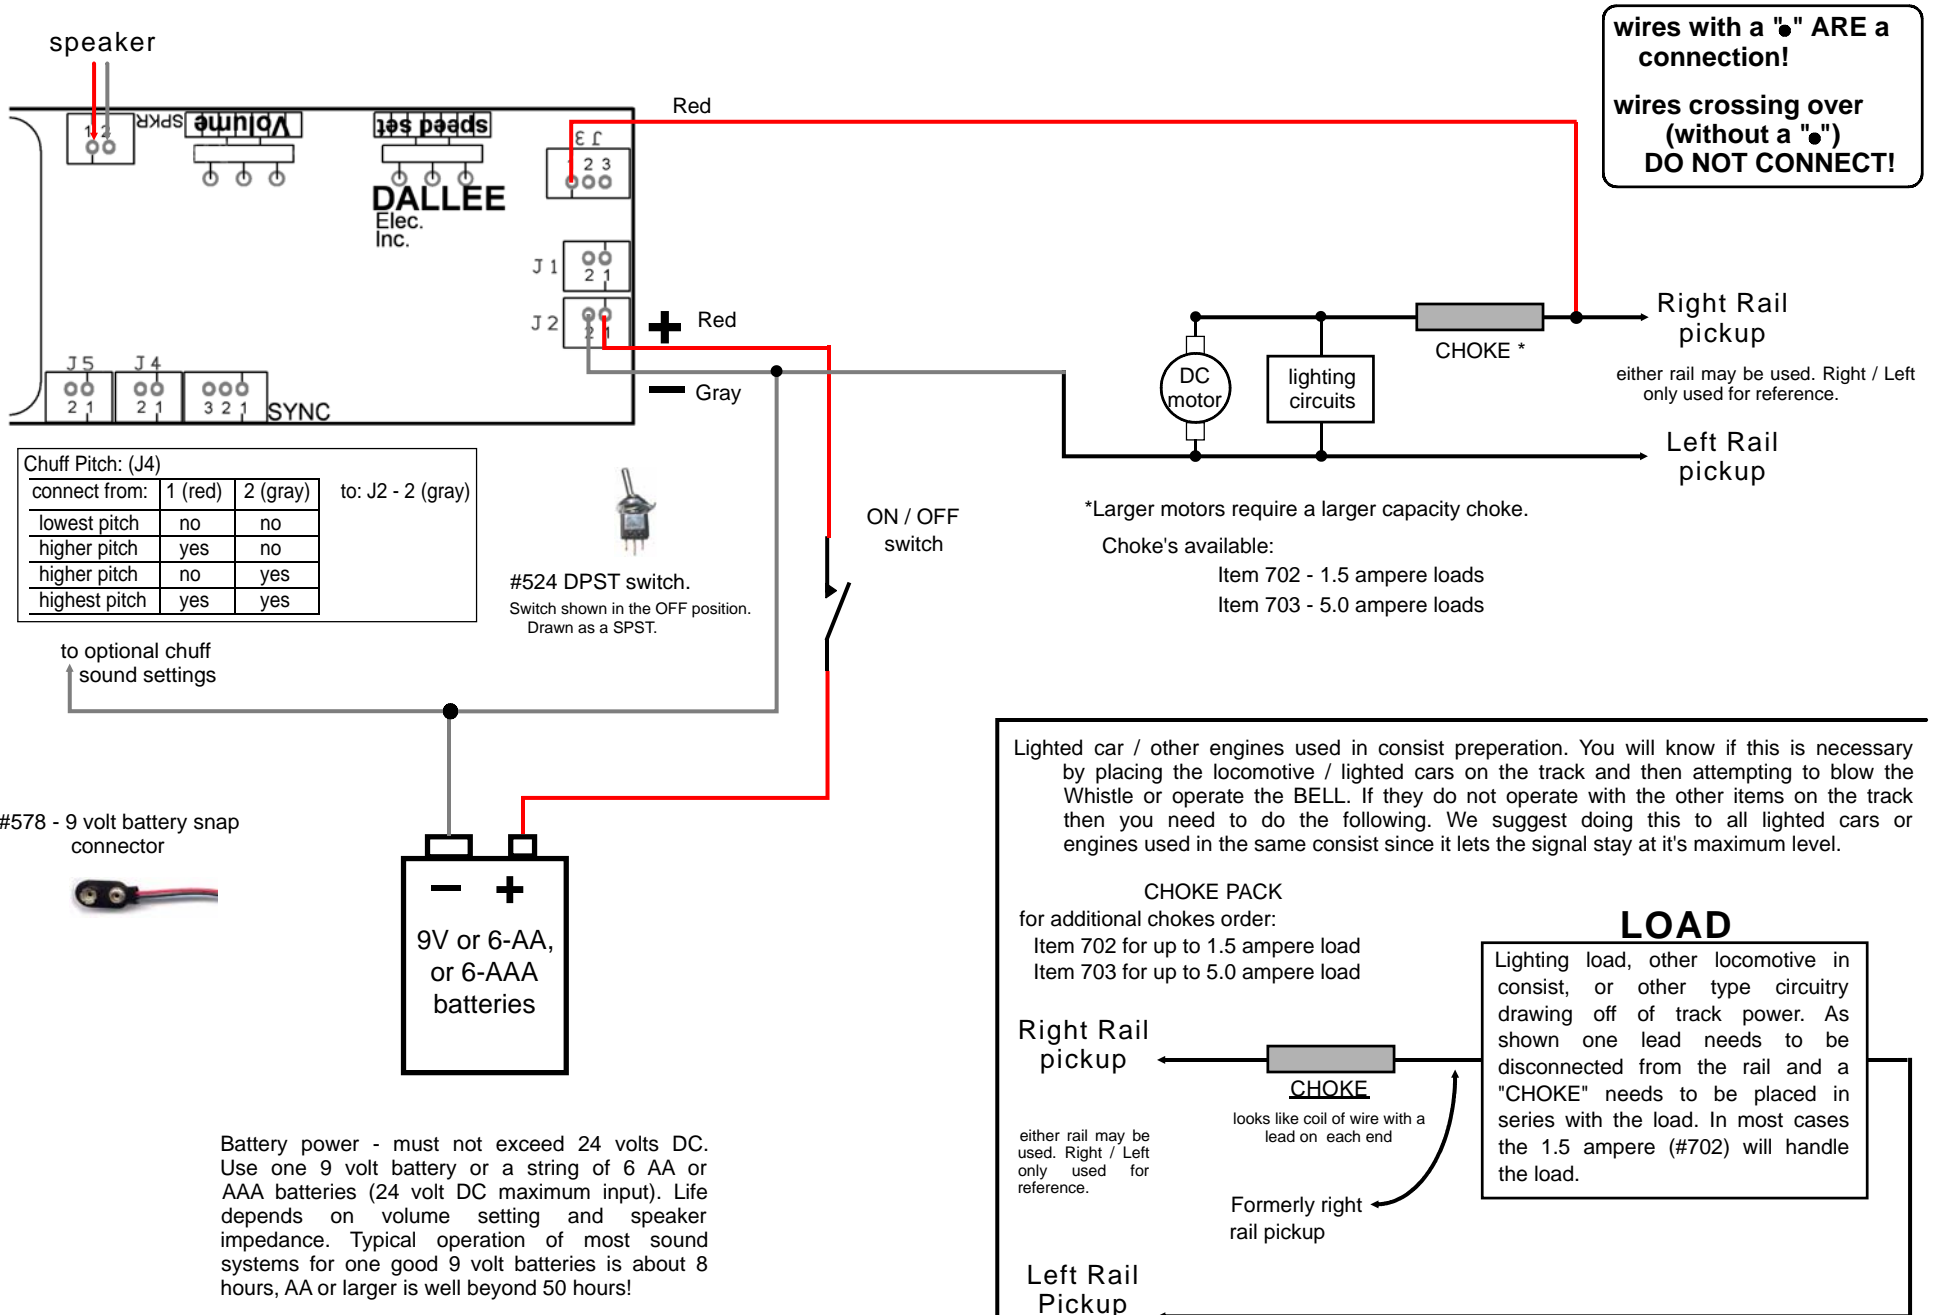 speaker
1 2
SPKR
Volume
speed set
J 3
1 2 3
DALLEE
Elec.
Inc.
J 1
2 1
J 2
2 1
J 5
2 1
J 4
2 1
3 2 1
SYNC
Red
+ Red
− Gray
wires with a "●" ARE a
connection!
wires crossing over
(without a "●")
DO NOT CONNECT!
Right Rail
pickup
CHOKE *
either rail may be used. Right / Left
only used for reference.
DC
motor
lighting
circuits
Left Rail
pickup
*Larger motors require a larger capacity choke.
Choke's available:
Item 702 - 1.5 ampere loads
Item 703 - 5.0 ampere loads
Chuff Pitch: (J4)
connect from: 1 (red) 2 (gray) to: J2 - 2 (gray)
lowest pitch no no
higher pitch yes no
higher pitch no yes
highest pitch yes yes
to optional chuff
sound settings
#524 DPST switch.
Switch shown in the OFF position.
Drawn as a SPST.
ON / OFF
switch
#578 - 9 volt battery snap
connector
− +
9V or 6-AA,
or 6-AAA
batteries
Battery power - must not exceed 24 volts DC.
Use one 9 volt battery or a string of 6 AA or
AAA batteries (24 volt DC maximum input). Life
depends on volume setting and speaker
impedance. Typical operation of most sound
systems for one good 9 volt batteries is about 8
hours, AA or larger is well beyond 50 hours!
Lighted car / other engines used in consist preperation. You will know if this is necessary
by placing the locomotive / lighted cars on the track and then attempting to blow the
Whistle or operate the BELL. If they do not operate with the other items on the track
then you need to do the following. We suggest doing this to all lighted cars or
engines used in the same consist since it lets the signal stay at it's maximum level.
CHOKE PACK
for additional chokes order:
Item 702 for up to 1.5 ampere load
Item 703 for up to 5.0 ampere load
LOAD
Lighting load, other locomotive in
consist, or other type circuitry
drawing off of track power. As
shown one lead needs to be
disconnected from the rail and a
"CHOKE" needs to be placed in
series with the load. In most cases
the 1.5 ampere (#702) will handle
the load.
Right Rail
pickup
CHOKE
looks like coil of wire with a
lead on each end
either rail may be
used. Right / Left
only used for
reference.
Formerly right
rail pickup
Left Rail
Pickup